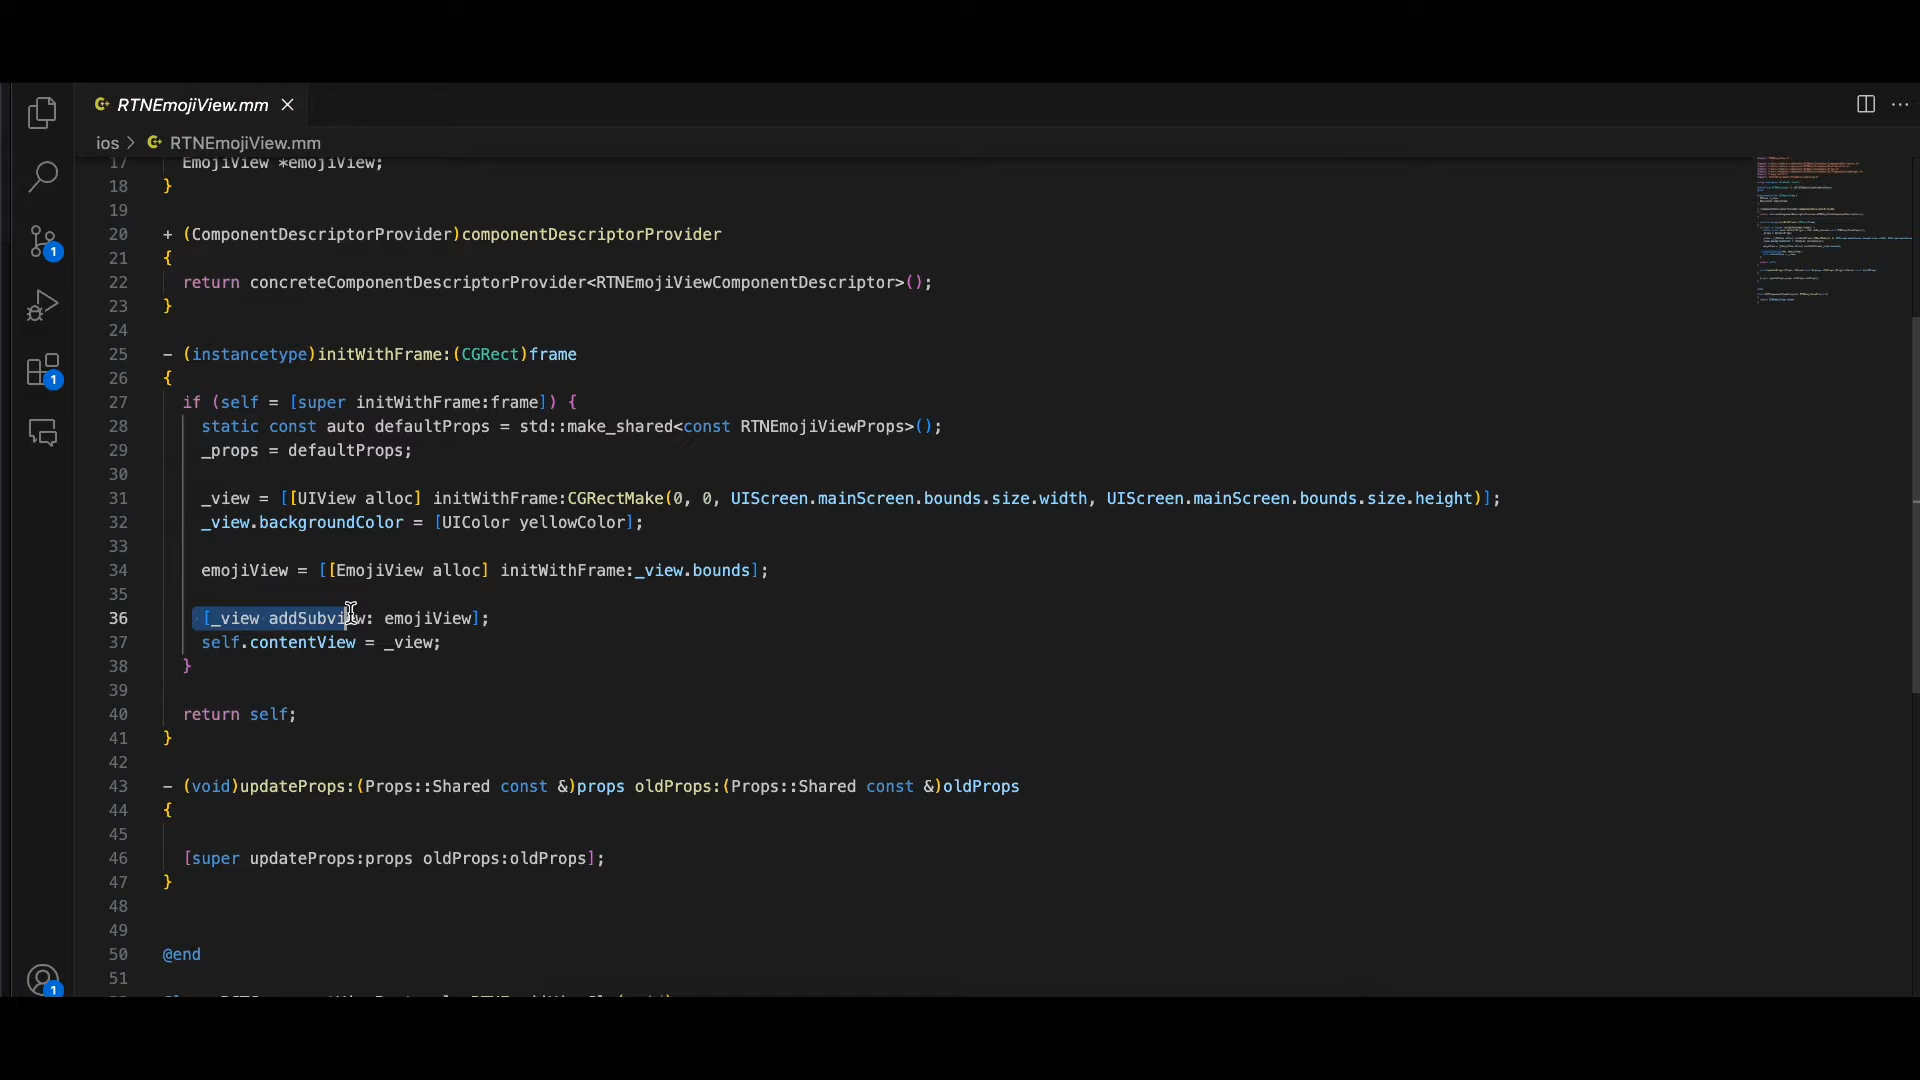 RTNEmojiView.mm
ios > RTNEmojiView.mm
17 EmojiView *emojiView;
18 }
19
20 + (ComponentDescriptorProvider)componentDescriptorProvider
21 {
22 return concreteComponentDescriptorProvider<RTNEmojiViewComponentDescriptor>();
23 }
24
25 - (instancetype)initWithFrame:(CGRect)frame
26 {
27 if (self = [super initWithFrame:frame]) {
28 static const auto defaultProps = std::make_shared<const RTNEmojiViewProps>();
29 _props = defaultProps;
30
31 _view = [[UIView alloc] initWithFrame:CGRectMake(0, 0, UIScreen.mainScreen.bounds.size.width, UIScreen.mainScreen.bounds.size.height)];
32 _view.backgroundColor = [UIColor yellowColor];
33
34 emojiView = [[EmojiView alloc] initWithFrame:_view.bounds];
35
36 [_view addSubview: emojiView];
37 self.contentView = _view;
38 }
39
40 return self;
41 }
42
43 - (void)updateProps:(Props::Shared const &)props oldProps:(Props::Shared const &)oldProps
44 {
45
46 [super updateProps:props oldProps:oldProps];
47 }
48
49
50 @end
51
1
1
1